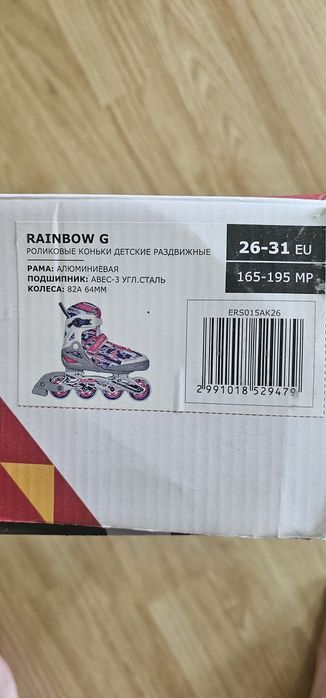 RAINBOW G
РОЛИКОВЫЕ КОНЬКИ ДЕТСКИЕ РАЗДВИЖНЫЕ
РАМА: АЛЮМИНИЕВАЯ
ПОДШИПНИК: ABEC-3 УГЛ.СТАЛЬ
КОЛЕСА: 82A 64ММ
26-31 EU
165-195 MP
ERS015AK26
2991018529479